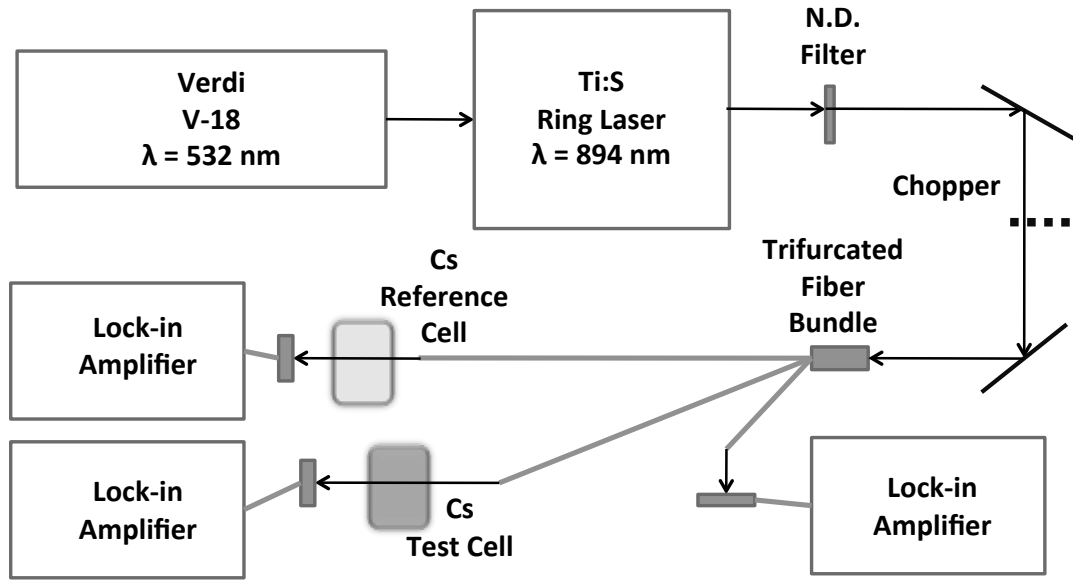 Verdi
V-18
λ = 532 nm
Ti:S
Ring Laser
λ = 894 nm
N.D.
Filter
Chopper
Trifurcated
Fiber
Bundle
Cs
Reference
Cell
Lock-in
Amplifier
Lock-in
Amplifier
Cs
Test Cell
Lock-in
Amplifier